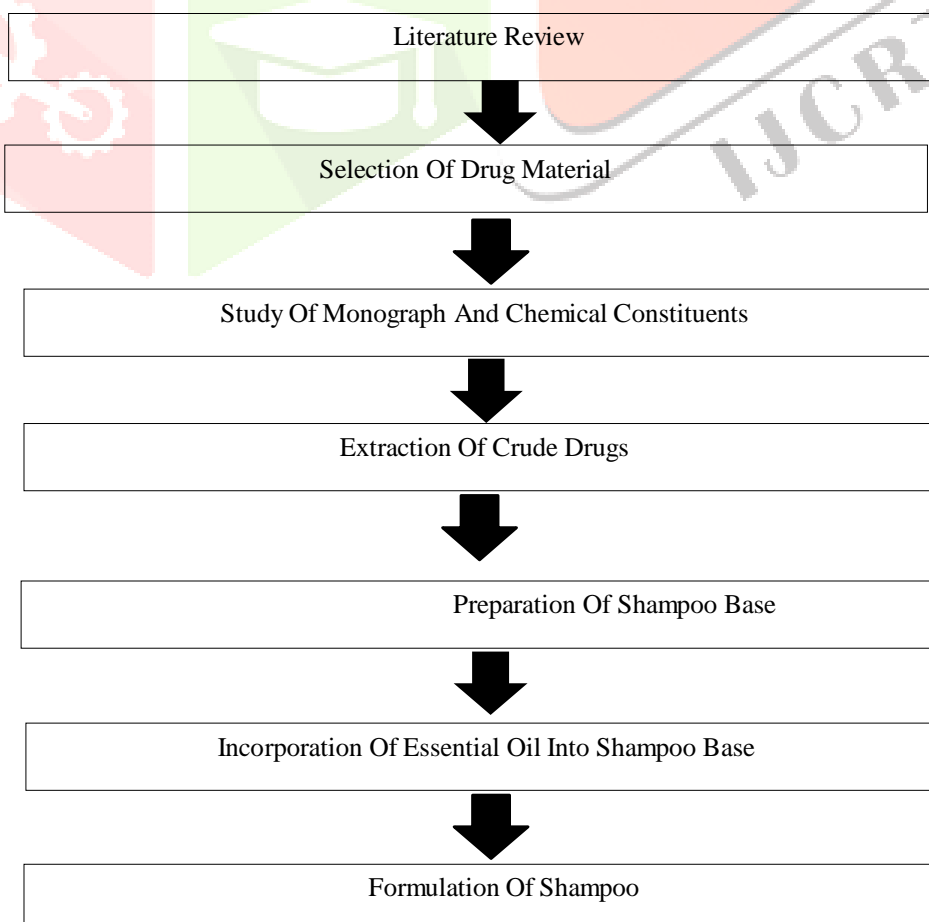 Literature Review
IJCR
Selection Of Drug Material
Study Of Monograph And Chemical Constituents
Extraction Of Crude Drugs
Preparation Of Shampoo Base
Incorporation Of Essential Oil Into Shampoo Base
Formulation Of Shampoo